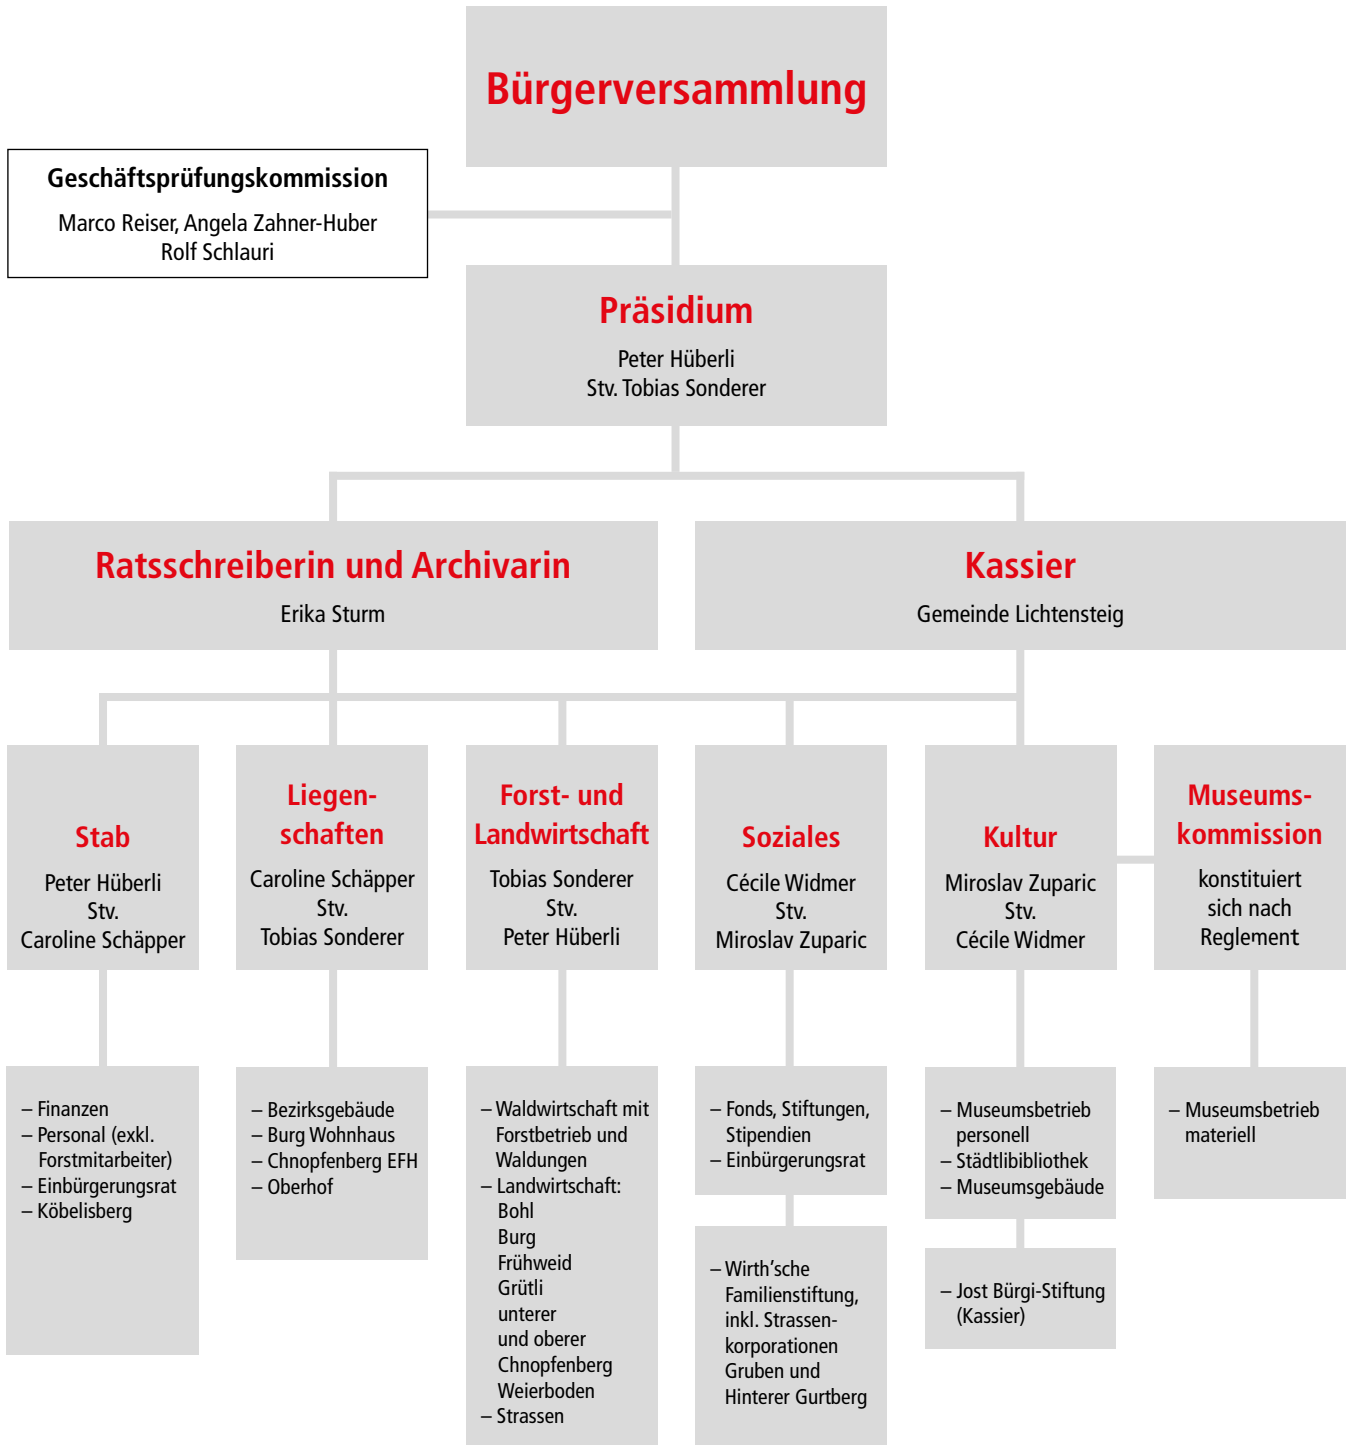 Bürgerversammlung
Geschäftsprüfungskommission
Marco Reiser, Angela Zahner-Huber
Rolf Schlauri
Präsidium
Peter Hüberli
Stv. Tobias Sonderer
Ratsschreiberin und Archivarin
Erika Sturm
Kassier
Gemeinde Lichtensteig
Stab
Peter Hüberli
Stv.
Caroline Schäpper
Liegen-
schaften
Caroline Schäpper
Stv.
Tobias Sonderer
Forst- und
Landwirtschaft
Tobias Sonderer
Stv.
Peter Hüberli
Soziales
Cécile Widmer
Stv.
Miroslav Zuparic
Kultur
Miroslav Zuparic
Stv.
Cécile Widmer
Museums-
kommission
konstituiert
sich nach
Reglement
– Finanzen
– Personal (exkl.
Forstmitarbeiter)
– Einbürgerungsrat
– Köbelisberg
– Bezirksgebäude
– Burg Wohnhaus
– Chnopfenberg EFH
– Oberhof
– Waldwirtschaft mit
Forstbetrieb und
Waldungen
– Landwirtschaft:
Bohl
Burg
Frühweid
Grütli
unterer
und oberer
Chnopfenberg
Weierboden
– Strassen
– Fonds, Stiftungen,
Stipendien
– Einbürgerungsrat
– Wirth’sche
Familienstiftung,
inkl. Strassen-
korporationen
Gruben und
Hinterer Gurtberg
– Museumsbetrieb
personell
– Städtlibibliothek
– Museumsgebäude
– Jost Bürgi-Stiftung
(Kassier)
– Museumsbetrieb
materiell